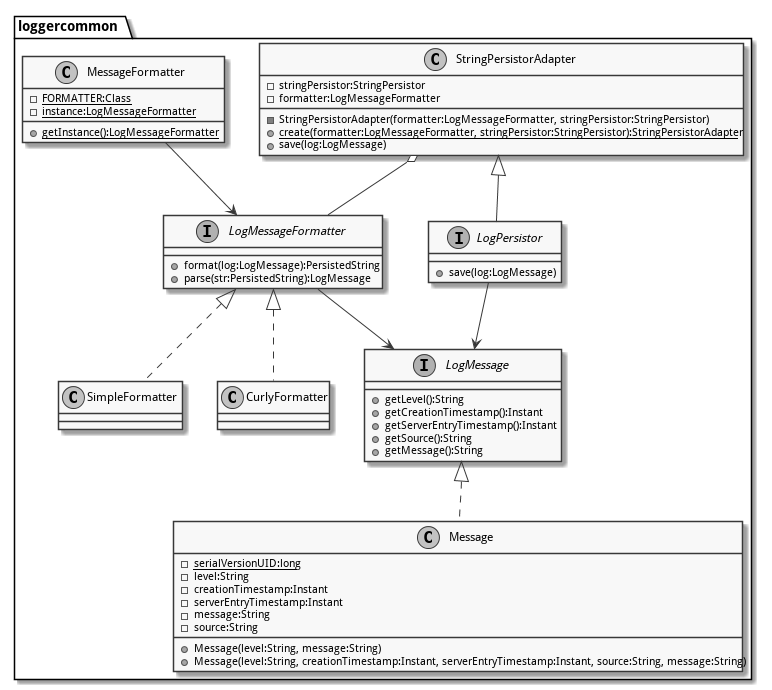 loggercommon
C MessageFormatter
FORMATTER:Class
instance:LogMessageFormatter
getInstance():LogMessageFormatter
C StringPersistorAdapter
stringPersistor:StringPersistor
formatter:LogMessageFormatter
StringPersistorAdapter(formatter:LogMessageFormatter, stringPersistor:StringPersistor)
create(formatter:LogMessageFormatter, stringPersistor:StringPersistor):StringPersistorAdapter
save(log:LogMessage)
I LogMessageFormatter
format(log:LogMessage):PersistedString
parse(str:PersistedString):LogMessage
I LogPersistor
save(log:LogMessage)
C SimpleFormatter
C CurlyFormatter
I LogMessage
getLevel():String
getCreationTimestamp():Instant
getServerEntryTimestamp():Instant
getSource():String
getMessage():String
C Message
serialVersionUID:long
level:String
creationTimestamp:Instant
serverEntryTimestamp:Instant
message:String
source:String
Message(level:String, message:String)
Message(level:String, creationTimestamp:Instant, serverEntryTimestamp:Instant, source:String, message:String)